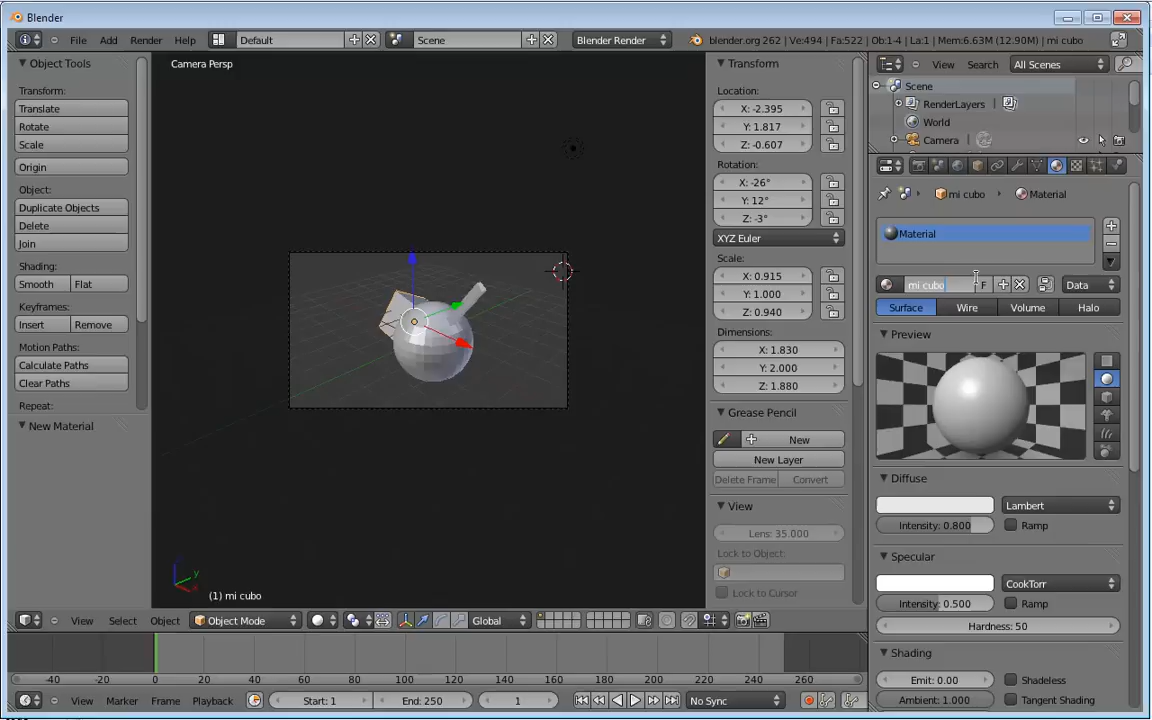 Blender
File Add Render Help Default Scene Blender Render blender.org 262 | Ve:494 | Fa:522 | Ob:1-4 | La:1 | Mem:6.63M (12.90M) | mi cubo
Object Tools
Transform:
Translate
Rotate
Scale
Origin
Object:
Duplicate Objects
Delete
Join
Shading:
Smooth Flat
Keyframes:
Insert Remove
Motion Paths:
Calculate Paths
Clear Paths
Repeat:
New Material
Camera Persp
(1) mi cubo
Transform
Location:
X: -2.395
Y: 1.817
Z: -0.607
Rotation:
X: -26°
Y: 12°
Z: -3°
XYZ Euler
Scale:
X: 0.915
Y: 1.000
Z: 0.940
Dimensions:
X: 1.830
Y: 2.000
Z: 1.880
Grease Pencil
New
New Layer
Delete Frame Convert
View
Lens: 35.000
Lock to Object:
Lock to Cursor
View Search All Scenes
Scene
RenderLayers
World
Camera
mi cubo Material
Material
mi cubo F Data
Surface Wire Volume Halo
Preview
Diffuse
Lambert
Intensity: 0.800 Ramp
Specular
CookTorr
Intensity: 0.500 Ramp
Hardness: 50
Shading
Emit: 0.00 Shadeless
Ambient: 1.000 Tangent Shading
View Select Object Object Mode Global
-40 -20 0 20 40 60 80 100 120 140 160 180 200 220 240 260
View Marker Frame Playback Start: 1 End: 250 1 No Sync